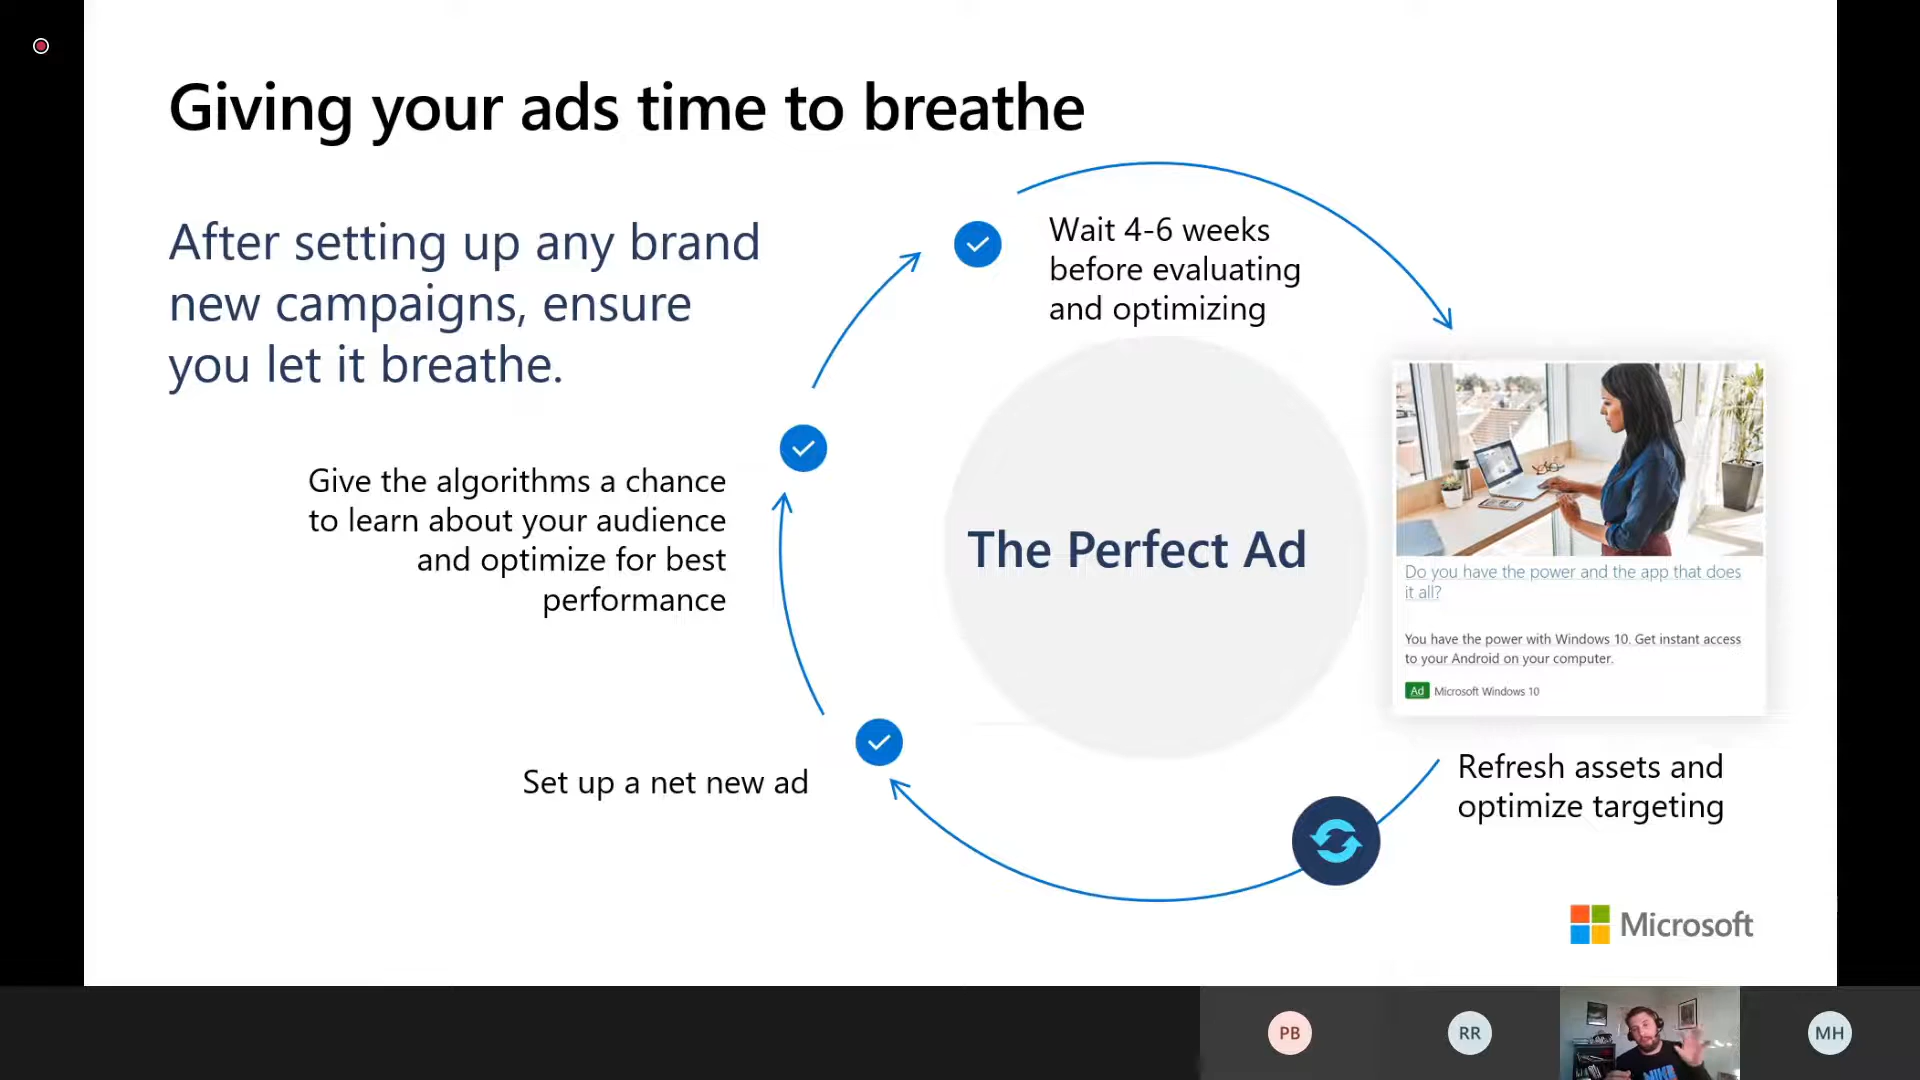 Giving your ads time to breathe
After setting up any brand
new campaigns, ensure
you let it breathe.
Wait 4-6 weeks
before evaluating
and optimizing
Give the algorithms a chance
to learn about your audience
and optimize for best
performance
The Perfect Ad
Do you have the power and the app that does
it all?
You have the power with Windows 10. Get instant access
to your Android on your computer.
Ad Microsoft Windows 10
Set up a net new ad
Refresh assets and
optimize targeting
Microsoft
PB
RR
MH